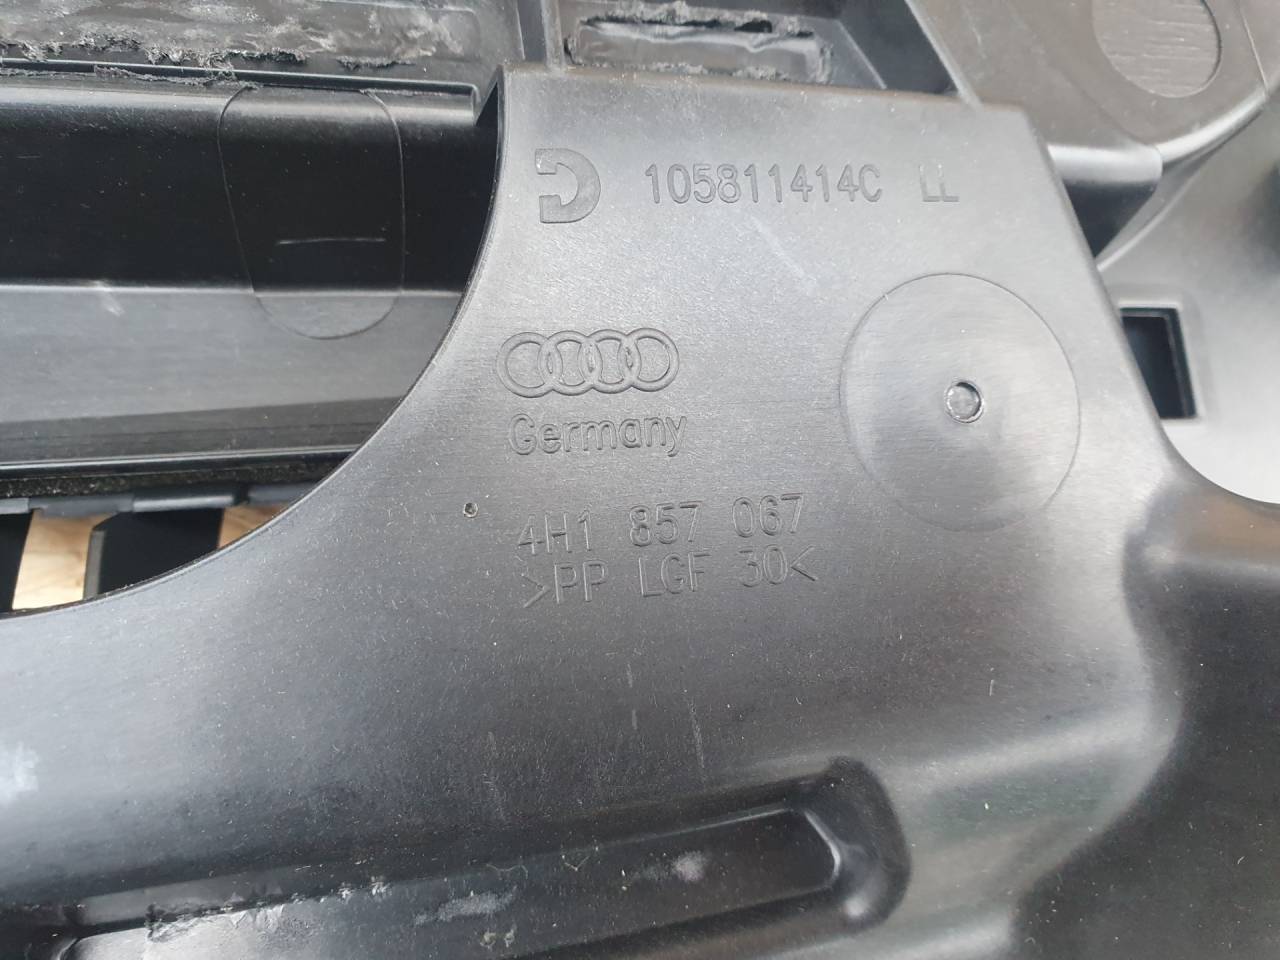 105811414C LL
Germany
4H1 857 067
>PP LGF 30<